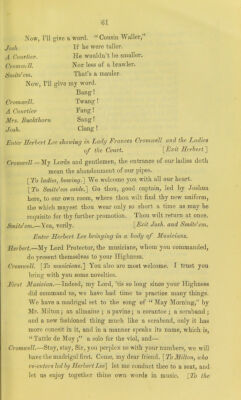 61
Now, I'll give a word. "Cousin Waller,"
Josh. If he were taller.
A Courtier. He wouldn't be smaller.
Cromwell. Nor less of a brawler.
Smite'em. That's a mauler.
Now, I'll give my word.
Bang!
Cromwell. Twang!
A Courtier Fang!
Mrs. Buckthorn Sang!
Josh. Clang!
Enter Herbert Lee showing in Lady Frances Cromwell and the Ladies
of the Court. [Exit Herbert.]
Cromwell.—My Lords and gentlemen, the entrance of our ladies doth
mean the abandonment of our pipes.
[To ladies, bowing.] We welcome you with all our heart.
[To Smite'em aside.] Go thou, good captain, led by Joshua
here, to our own room, where thou wilt find thy new uniform,
the which mayest thou wear only so short a time as may be
requisite for thy further promotion. Thou wilt return at once.
Smite'em.—Yea, verily. [Exit Josh. and Smite'em.
Enter Herbert Lee bringing in a body of Musicians.
Herbert.—My Lord Protector, the musicians, whom you commanded,
do present themselves to your Highness.
Cromwell. [To musicians.] You also are most welcome. I trust you
bring with you some novelties.
First Musician.—Indeed, my Lord, 'tis so long since your Highness
did command us, we have had time to practice many things.
We have a madrigal set to the song of "May Morning," by
Mr. Milton; an allmaine; a pavine; a coranto; a seraband;
and a new fashioned thing much like a seraband, only it has
more conceit in it, and in a manner speaks its name, which is,
"Tattle de Moy;" a solo for the viol, and—
Cromwell.—Stay, stay, Sir, you perplex us with your numbers, we will
have the madrigal first. Come, my dear friend. [To Milton, who
re-enters led by Herbert Lee] let me conduct thee to a seat, and
let us enjoy together thine own words in music. [To the